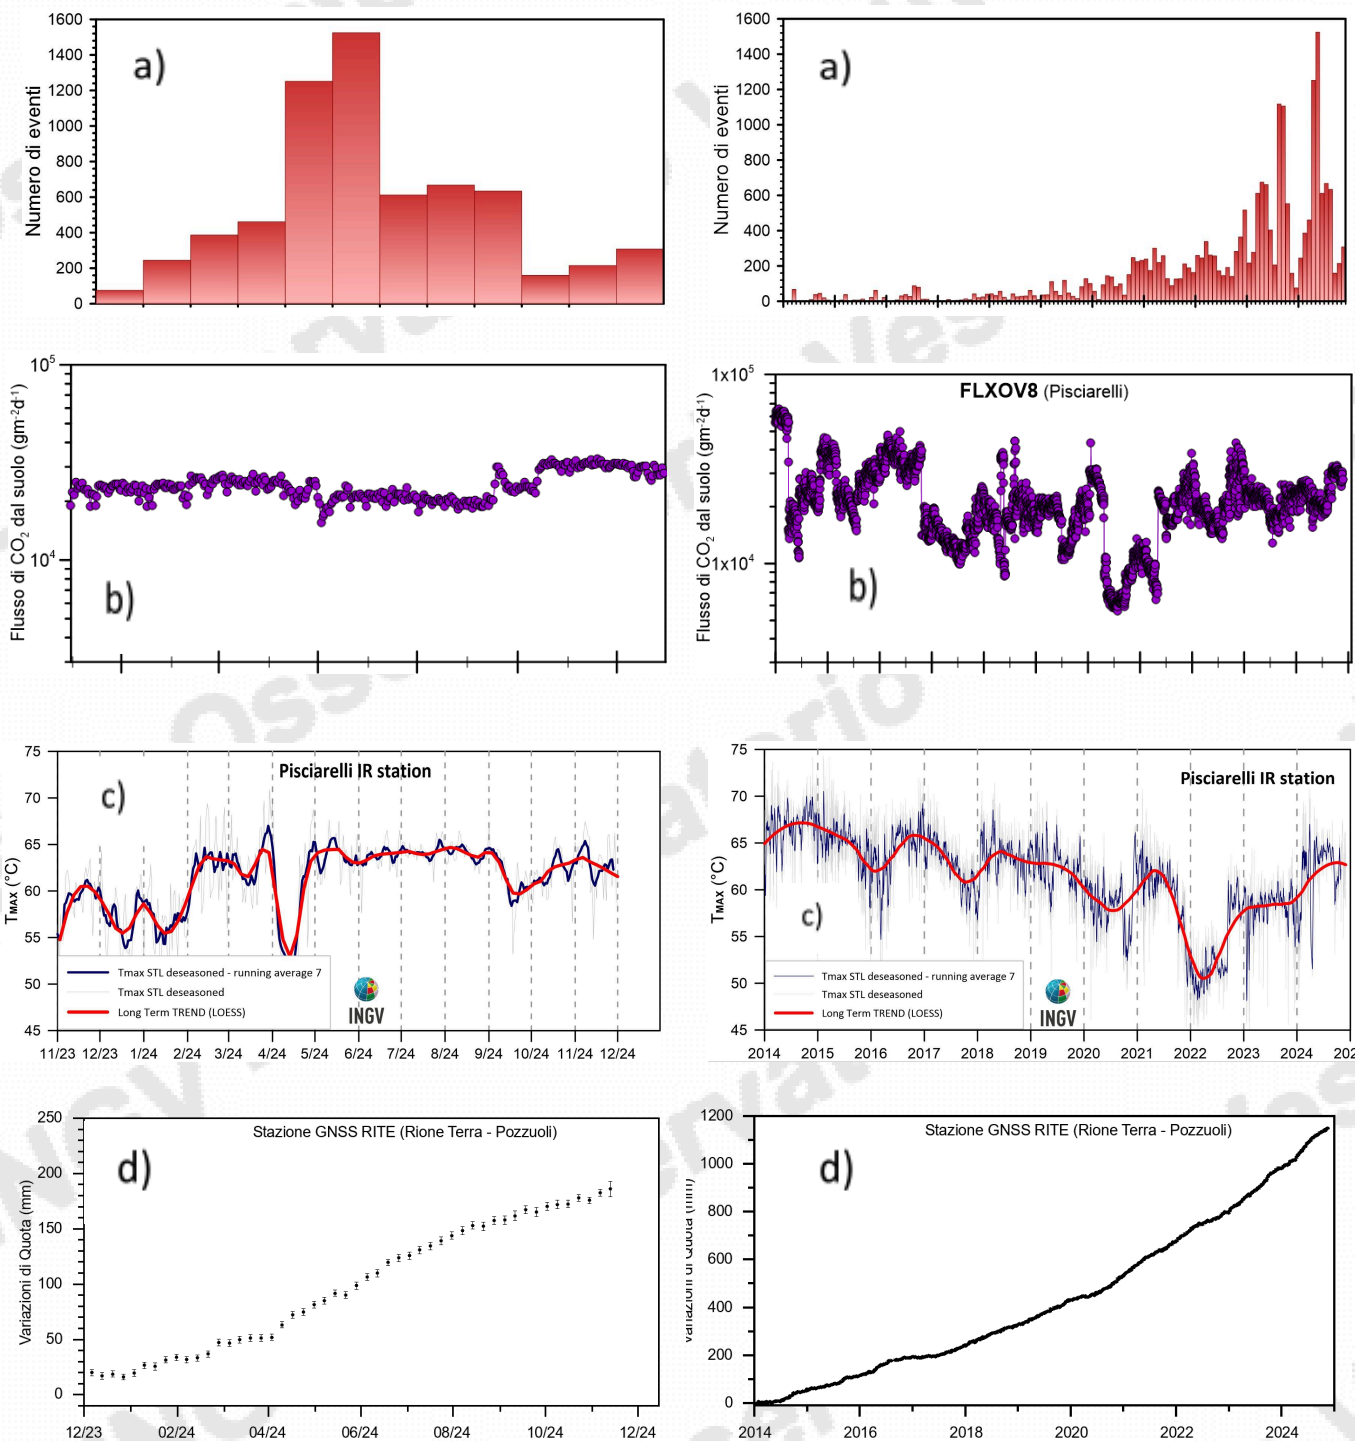 1600
1400
1200
1000
800
600
400
200
0
Numero di eventi
a)
1600
1400
1200
1000
800
600
400
200
0
Numero di eventi
a)
10⁵
10⁴
Flusso di CO₂ dal suolo (gm⁻²d⁻¹)
b)
1x10⁵
1x10⁴
Flusso di CO₂ dal suolo (gm⁻²d⁻¹)
FLXOV8 (Pisciarelli)
b)
75
70
65
60
55
50
45
TMAX (°C)
Pisciarelli IR station
c)
Tmax STL deseasoned - running average 7
Tmax STL deseasoned
Long Term TREND (LOESS)
INGV
11/23 12/23 1/24 2/24 3/24 4/24 5/24 6/24 7/24 8/24 9/24 10/24 11/24 12/24
75
70
65
60
55
50
45
TMAX (°C)
Pisciarelli IR station
c)
Tmax STL deseasoned - running average 7
Tmax STL deseasoned
Long Term TREND (LOESS)
INGV
2014 2015 2016 2017 2018 2019 2020 2021 2022 2023 2024 202
250
200
150
100
50
0
Variazioni di Quota (mm)
Stazione GNSS RITE (Rione Terra - Pozzuoli)
d)
12/23 02/24 04/24 06/24 08/24 10/24 12/24
1200
1000
800
600
400
200
0
Variazioni di Quota (mm)
Stazione GNSS RITE (Rione Terra - Pozzuoli)
d)
2014 2016 2018 2020 2022 2024